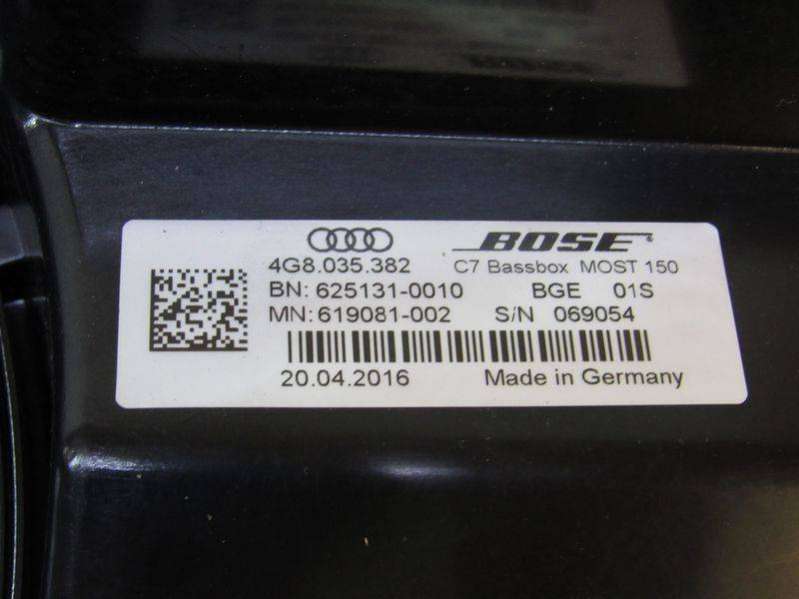 BOSE®
4G8.035.382 C7 Bassbox MOST 150
BN: 625131-0010 BGE 01S
MN: 619081-002 S/N 069054
20.04.2016 Made in Germany